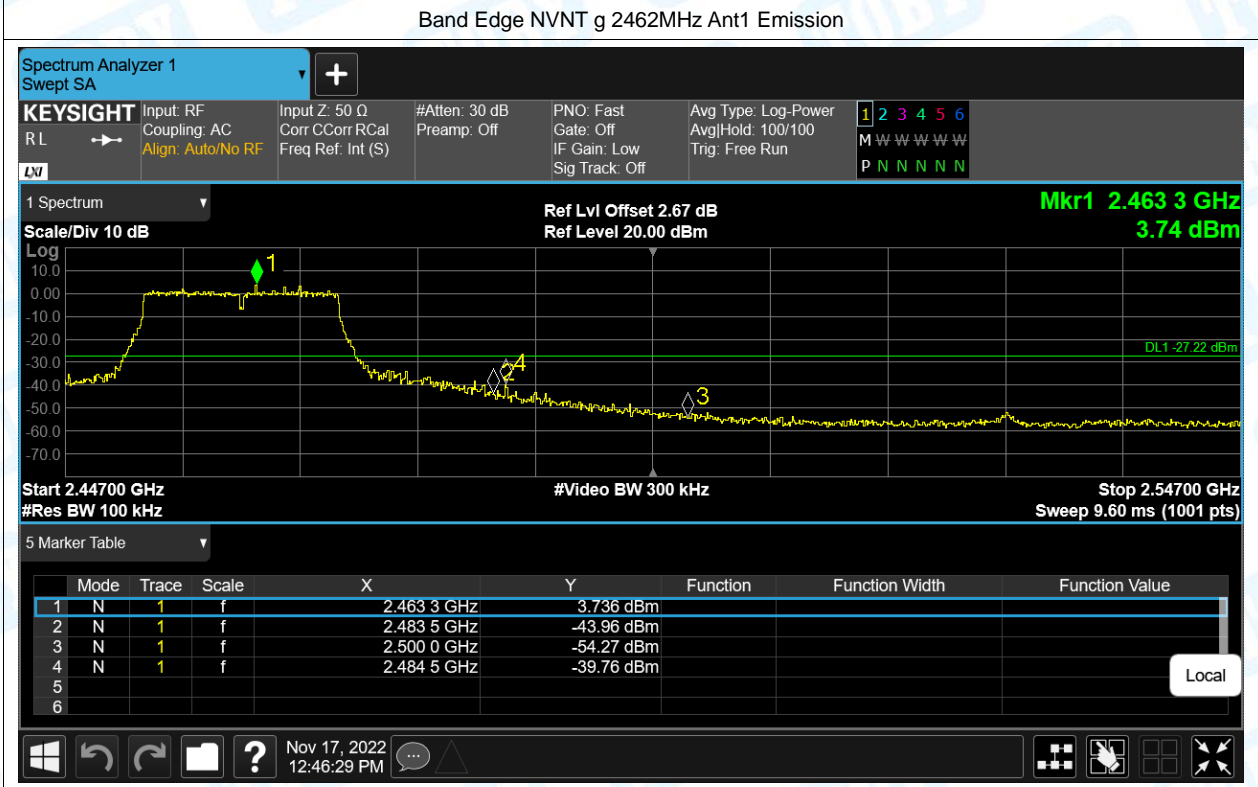 Band Edge NVNT g 2462MHz Ant1 Emission
Spectrum Analyzer 1
Swept SA
+
KEYSIGHT Input: RF Input Z: 50 Ω #Atten: 30 dB PNO: Fast Avg Type: Log-Power 1 2 3 4 5 6
R L Coupling: AC Corr CCorr RCal Preamp: Off Gate: Off Avg|Hold: 100/100 M W W W W W
Align: Auto/No RF Freq Ref: Int (S) IF Gain: Low Trig: Free Run
LXI Sig Track: Off P N N N N N
1 Spectrum Mkr1 2.463 3 GHz
Ref Lvl Offset 2.67 dB
Scale/Div 10 dB Ref Level 20.00 dBm 3.74 dBm
Log
10.0 1
0.00
-10.0
-20.0
DL1 -27.22 dBm
-30.0 4
2
-40.0 3
-50.0
-60.0
-70.0
Start 2.44700 GHz #Video BW 300 kHz Stop 2.54700 GHz
#Res BW 100 kHz Sweep 9.60 ms (1001 pts)
5 Marker Table
Mode Trace Scale X Y Function Function Width Function Value
1 N 1 f 2.463 3 GHz 3.736 dBm
2 N 1 f 2.483 5 GHz -43.96 dBm
3 N 1 f 2.500 0 GHz -54.27 dBm
4 N 1 f 2.484 5 GHz -39.76 dBm
5
6
Local
? Nov 17, 2022
12:46:29 PM